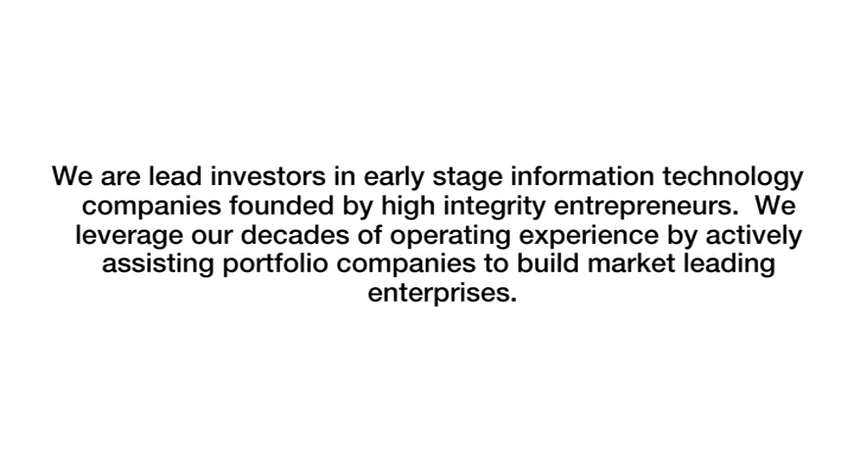 We are lead investors in early stage information technology
companies founded by high integrity entrepreneurs.  We
leverage our decades of operating experience by actively
assisting portfolio companies to build market leading
enterprises.